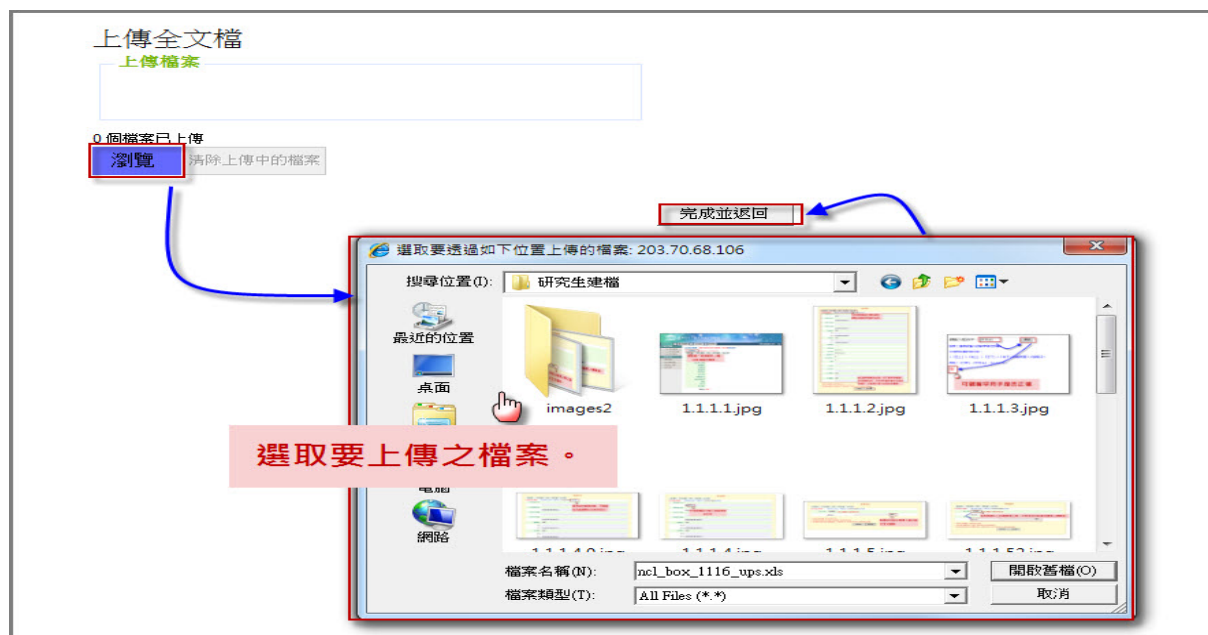 上傳全文檔
上傳檔案
0 個檔案已上傳
瀏覽
清除上傳中的檔案
完成並返回
選取要透過如下位置上傳的檔案: 203.70.68.106
搜尋位置(I):
研究生建檔
最近的位置
桌面
images2
1.1.1.1.jpg
1.1.1.2.jpg
1.1.1.3.jpg
選取要上傳之檔案。
電腦
網路
檔案名稱(N):
ncl_box_1116_ups.xls
開啟舊檔(O)
檔案類型(T):
All Files (*.*)
取消